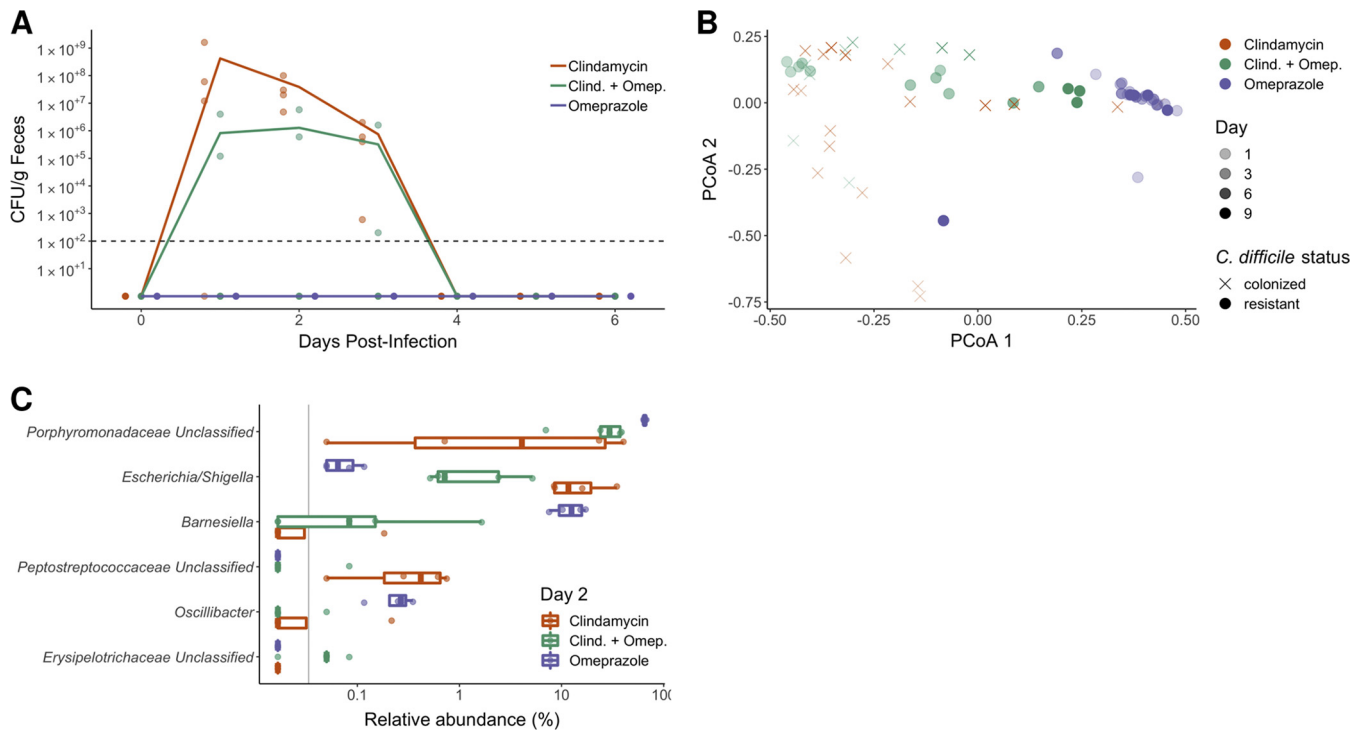 A
1 × 10+9
1 × 10+8
1 × 10+7
1 × 10+6
1 × 10+5
1 × 10+4
1 × 10+3
1 × 10+2
1 × 10+1
CFU/g Feces
Clindamycin
Clind. + Omep.
Omeprazole
0 2 4 6
Days Post-Infection
B
0.25
0.00
-0.25
-0.50
-0.75
PCoA 2
-0.50 -0.25 0.00 0.25 0.50
PCoA 1
Clindamycin
Clind. + Omep.
Omeprazole
Day
1
3
6
9
C. difficile status
colonized
resistant
C
Porphyromonadaceae Unclassified
Escherichia/Shigella
Barnesiella
Peptostreptococcaceae Unclassified
Oscillibacter
Erysipelotrichaceae Unclassified
Day 2
Clindamycin
Clind. + Omep.
Omeprazole
0.1 1 10 100
Relative abundance (%)